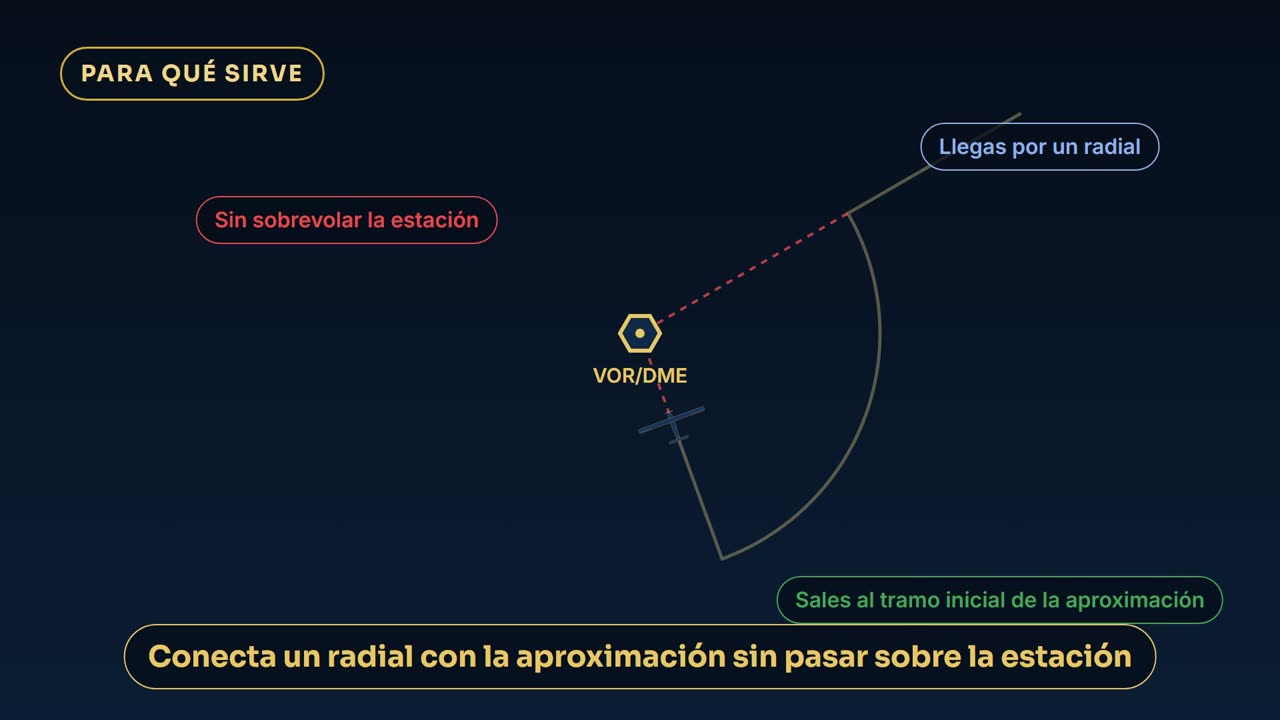 PARA QUÉ SIRVE
Llegas por un radial
Sin sobrevolar la estación
VOR/DME
Sales al tramo inicial de la aproximación
Conecta un radial con la aproximación sin pasar sobre la estación